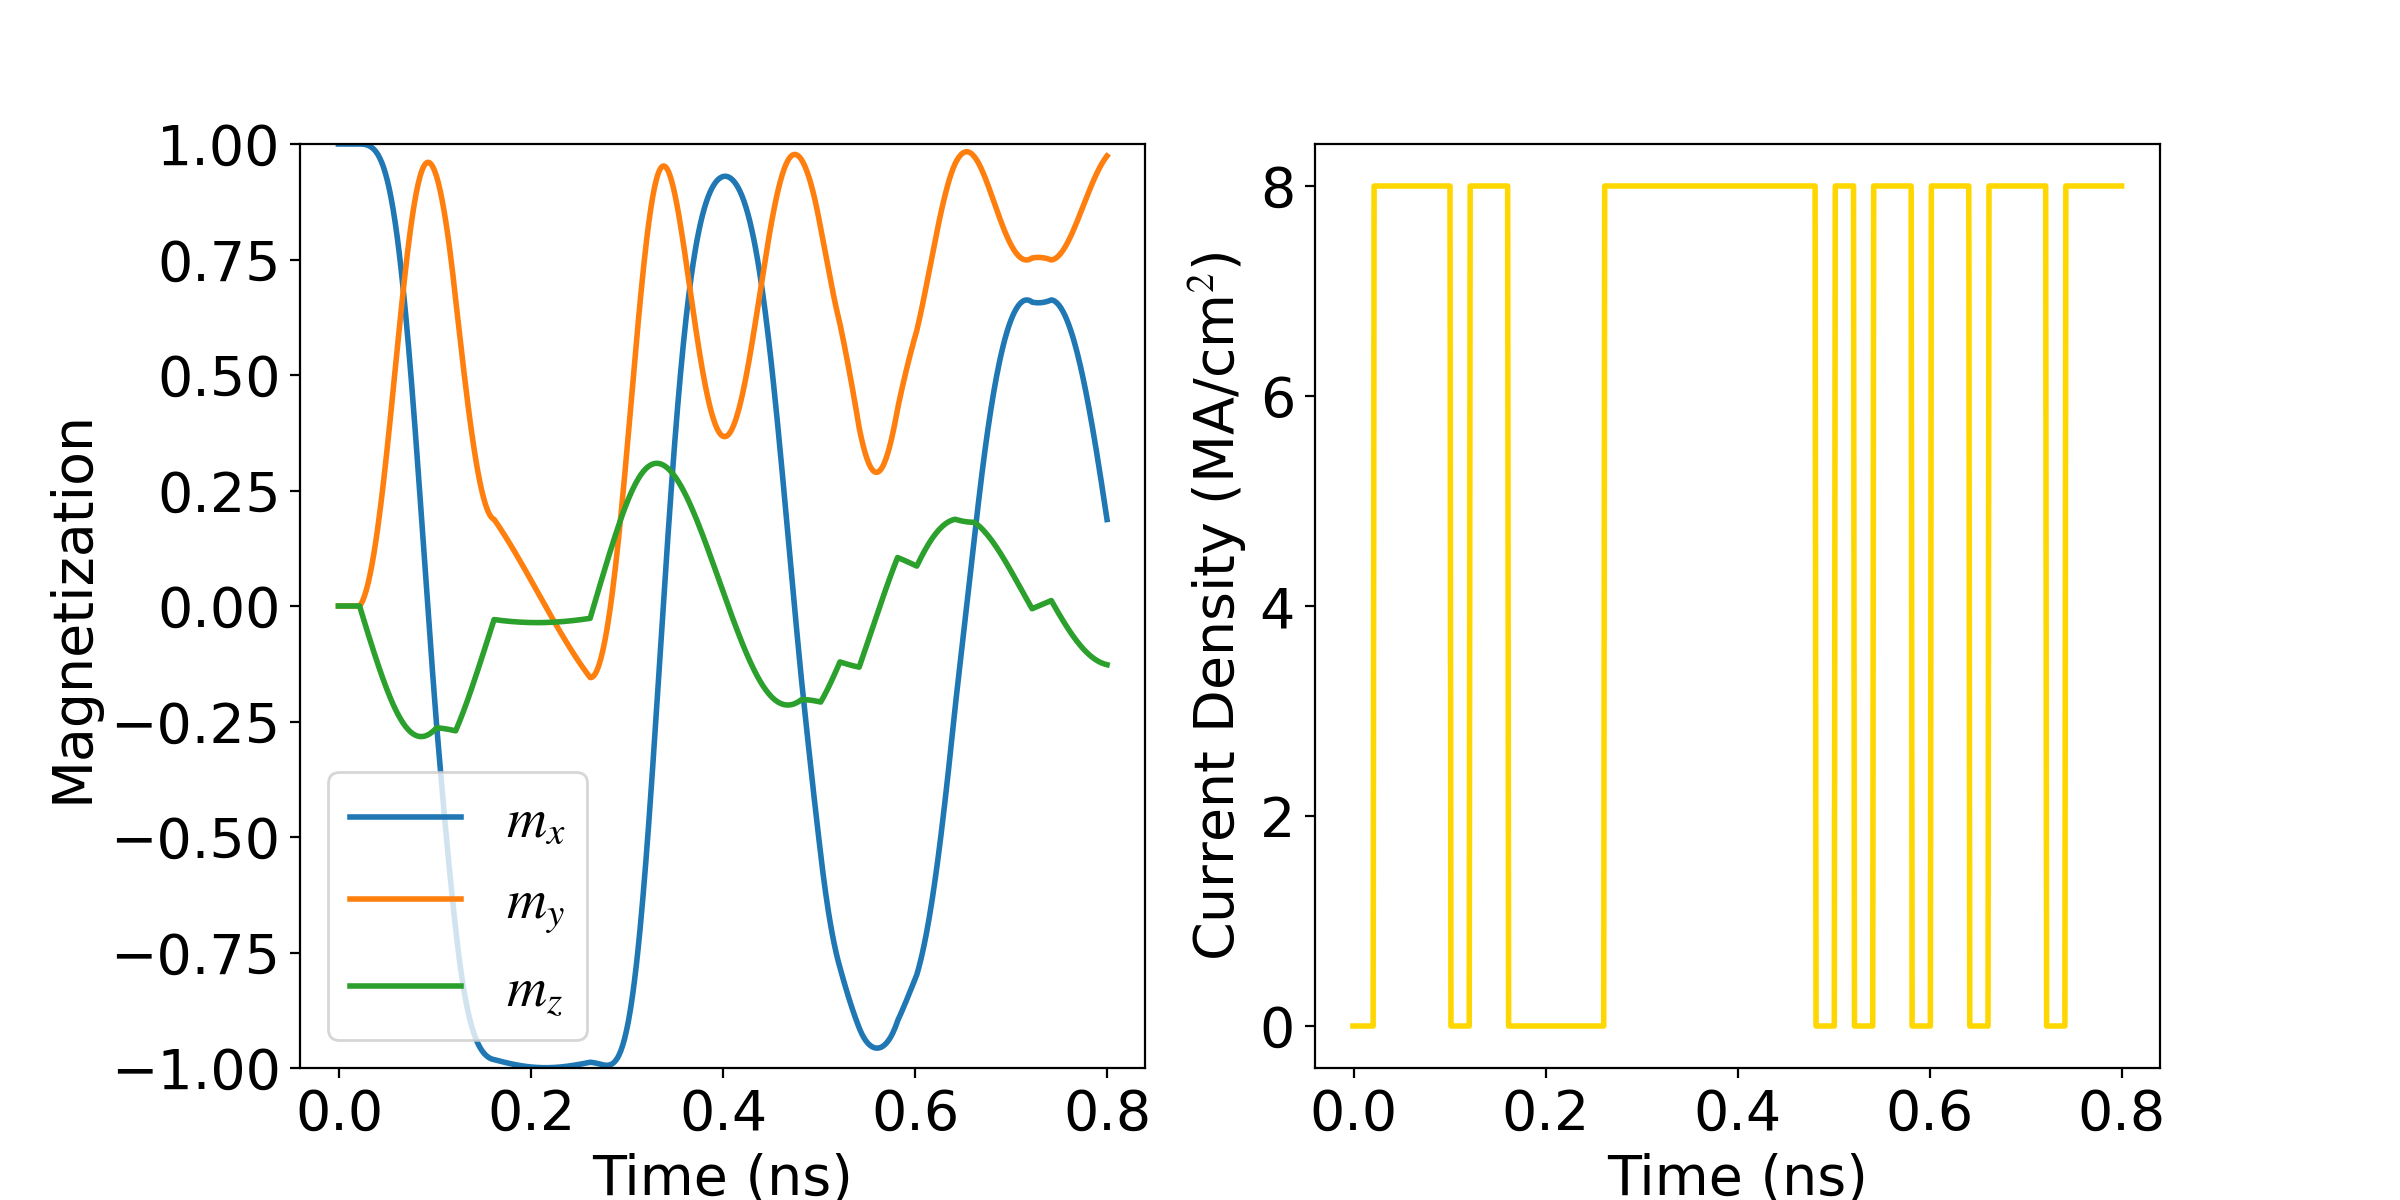 1.00
0.75
0.50
0.25
0.00
−0.25
−0.50
−0.75
−1.00
Magnetization
m_x
m_y
m_z
0.0 0.2 0.4 0.6 0.8
Time (ns)
8
6
4
2
0
Current Density (MA/cm²)
0.0 0.2 0.4 0.6 0.8
Time (ns)